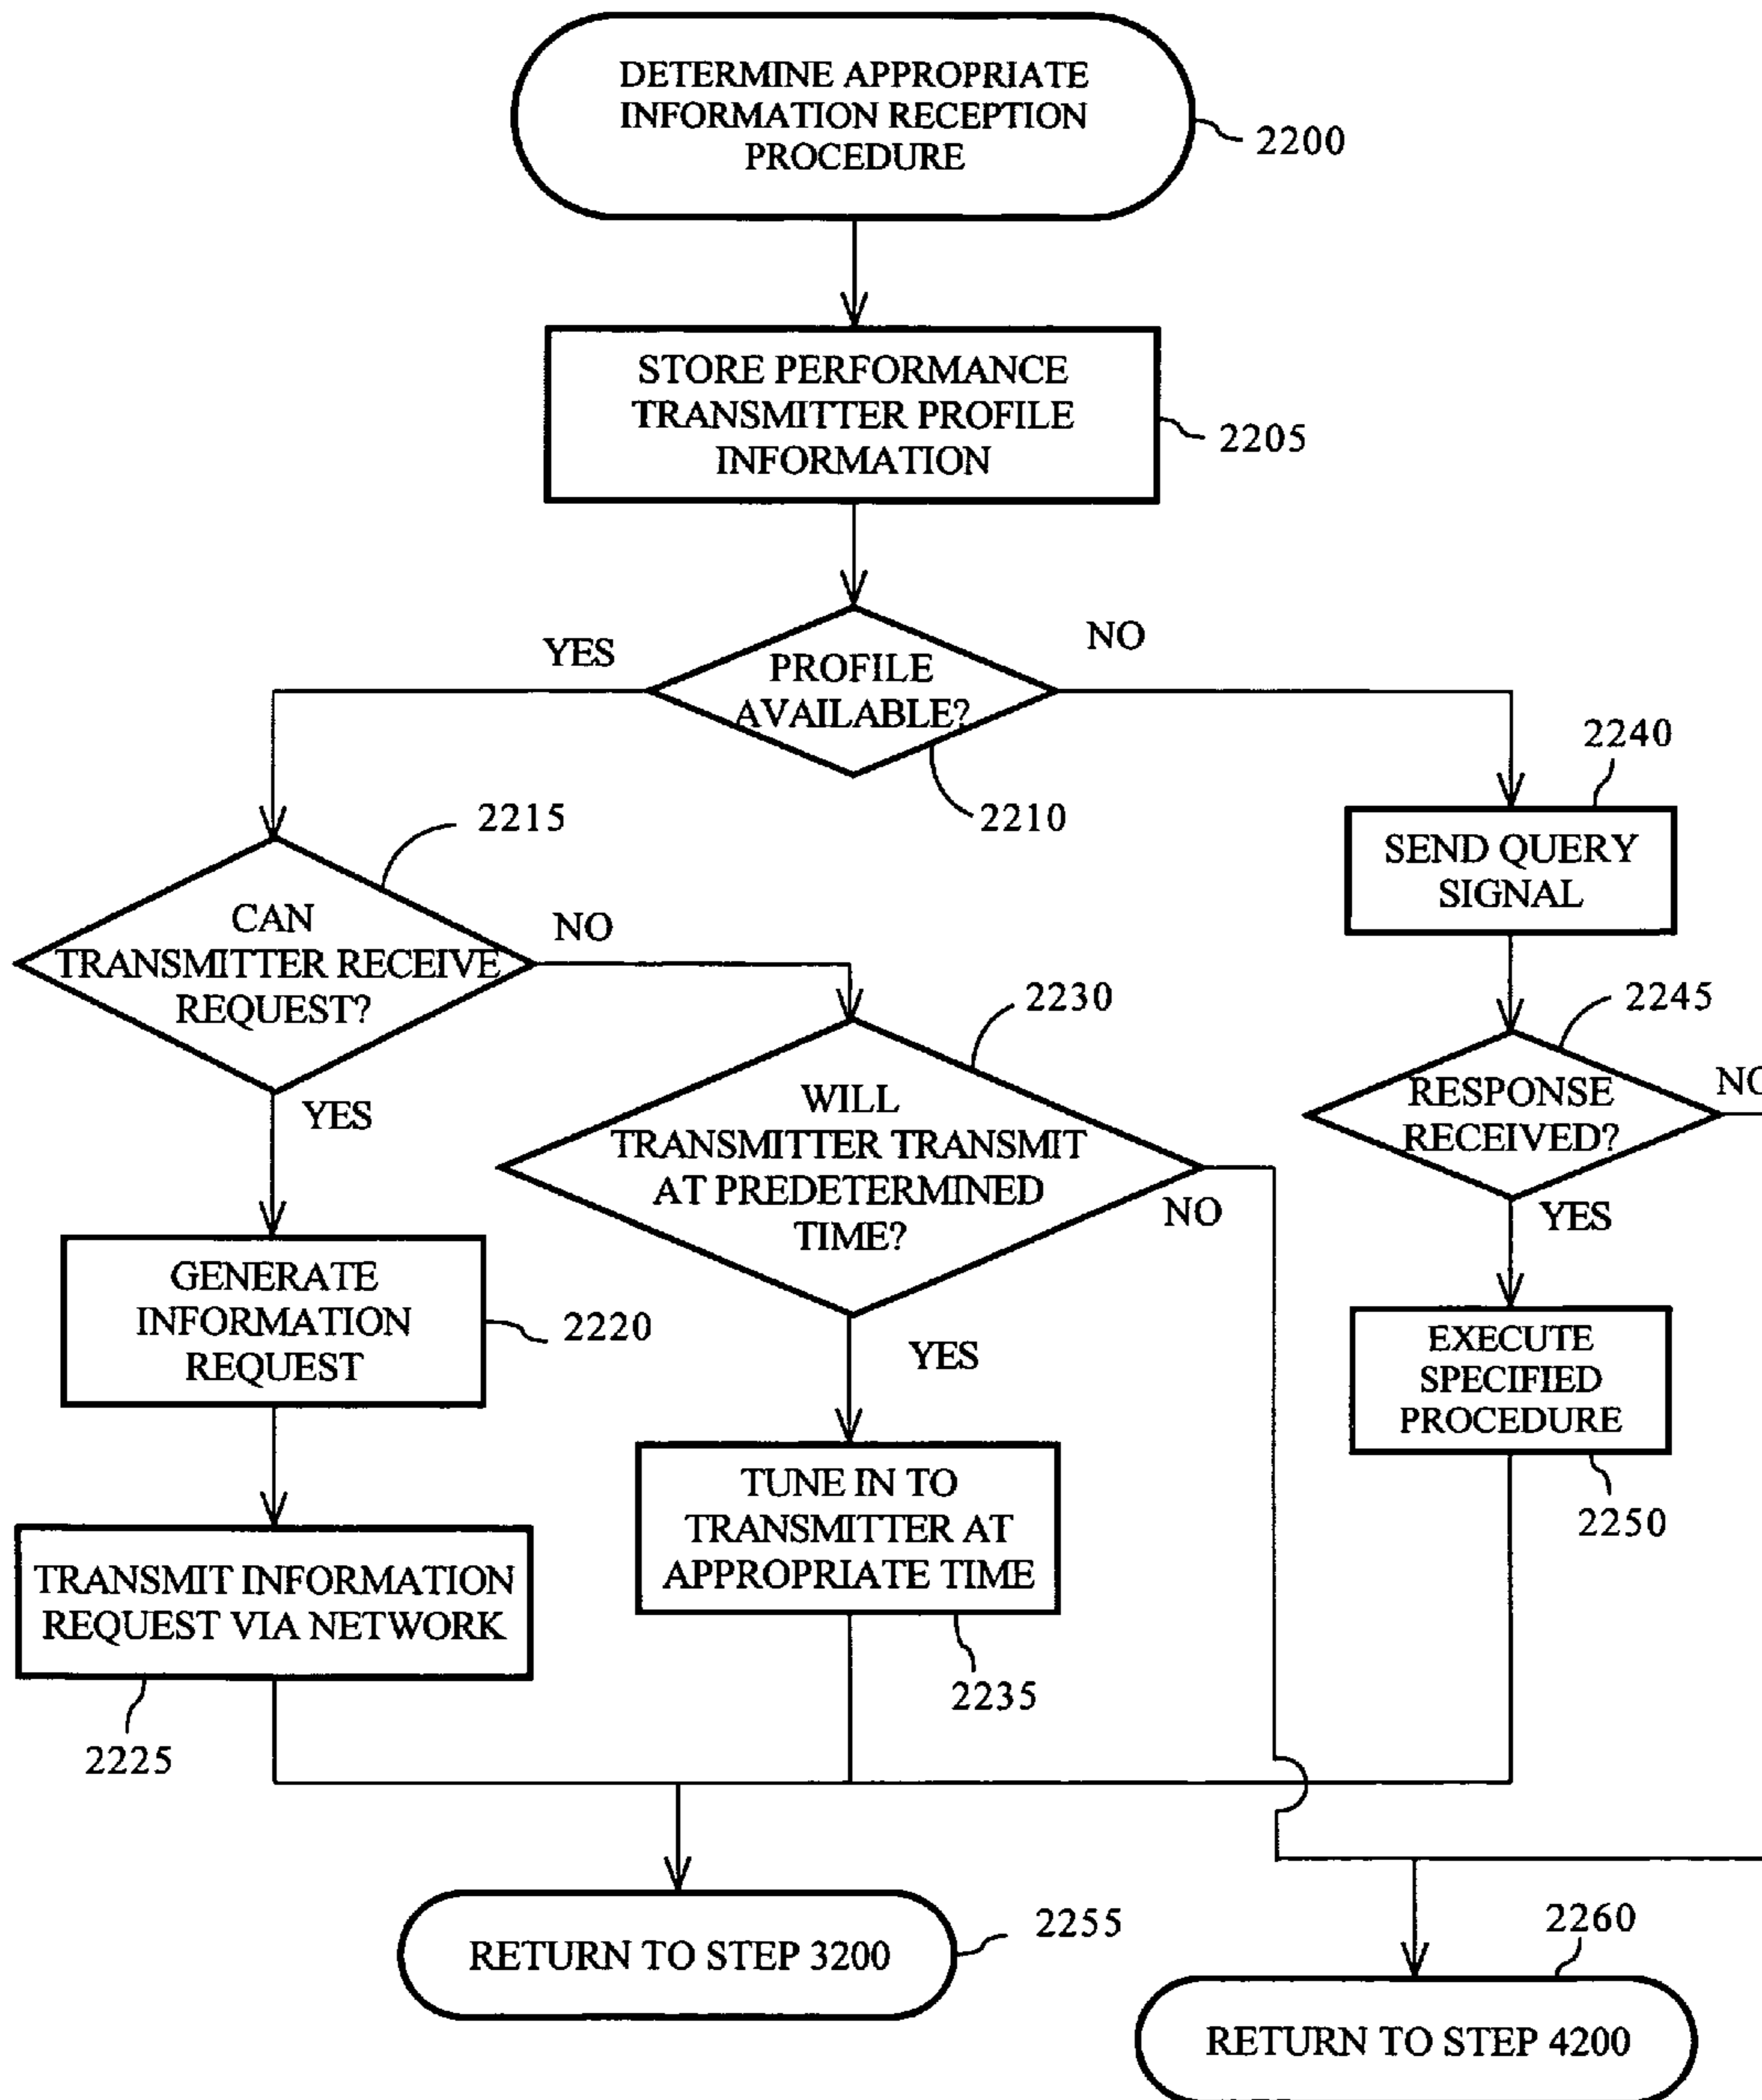 DETERMINE APPROPRIATE
INFORMATION RECEPTION
PROCEDURE
2200
STORE PERFORMANCE
TRANSMITTER PROFILE
INFORMATION
2205
YES
NO
PROFILE
AVAILABLE?
2210
2240
SEND QUERY
SIGNAL
2215
CAN
TRANSMITTER RECEIVE
REQUEST?
NO
YES
2230
WILL
TRANSMITTER TRANSMIT
AT PREDETERMINED
TIME?
NO
YES
2245
RESPONSE
RECEIVED?
NO
YES
GENERATE
INFORMATION
REQUEST
2220
EXECUTE
SPECIFIED
PROCEDURE
2250
TUNE IN TO
TRANSMITTER AT
APPROPRIATE TIME
2235
TRANSMIT INFORMATION
REQUEST VIA NETWORK
2225
RETURN TO STEP 3200
2255
2260
RETURN TO STEP 4200